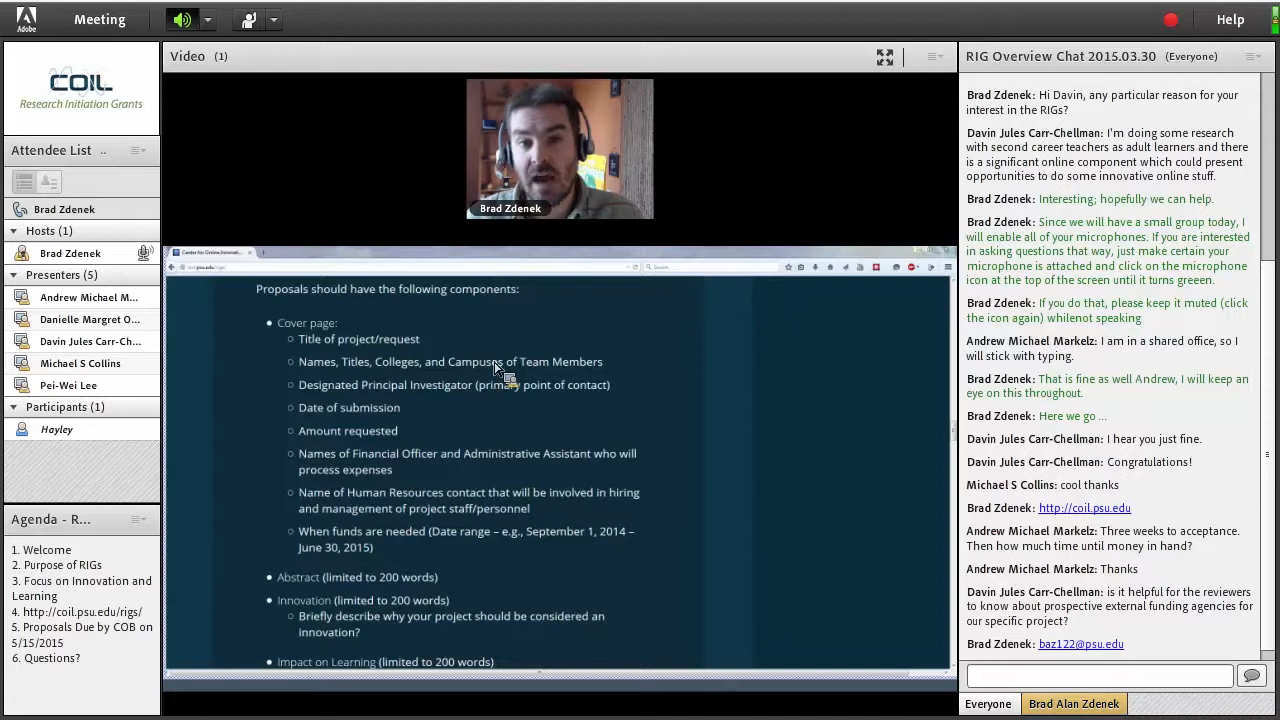 Adobe
Meeting
Help
COIL
Research Initiation Grants
Attendee List ..
Brad Zdenek
Hosts (1)
Brad Zdenek
Presenters (5)
Andrew Michael M...
Danielle Margret O...
Davin Jules Carr-Ch...
Michael S Collins
Pei-Wei Lee
Participants (1)
Hayley
Agenda - R...
1. Welcome
2. Purpose of RIGs
3. Focus on Innovation and
Learning
4. http://coil.psu.edu/rigs/
5. Proposals Due by COB on
5/15/2015
6. Questions?
Video (1)
Brad Zdenek
Search
Proposals should have the following components:
Cover page:
Title of project/request
Names, Titles, Colleges, and Campuses of Team Members
Designated Principal Investigator (primary point of contact)
Date of submission
Amount requested
Names of Financial Officer and Administrative Assistant who will
process expenses
Name of Human Resources contact that will be involved in hiring
and management of project staff/personnel
When funds are needed (Date range – e.g., September 1, 2014 –
June 30, 2015)
Abstract (limited to 200 words)
Innovation (limited to 200 words)
Briefly describe why your project should be considered an
innovation?
Impact on Learning (limited to 200 words)
RIG Overview Chat 2015.03.30 (Everyone)
Brad Zdenek: Hi Davin, any particular reason for your
interest in the RIGs?
Davin Jules Carr-Chellman: I'm doing some research
with second career teachers as adult learners and there
is a significant online component which could present
opportunities to do some innovative online stuff.
Brad Zdenek: Interesting; hopefully we can help.
Brad Zdenek: Since we will have a small group today, I
will enable all of your microphones. If you are interested
in asking questions that way, just make certain your
microphone is attached and click on the microphone
icon at the top of the screen until it turns greeen.
Brad Zdenek: If you do that, please keep it muted (click
the icon again) whilenot speaking
Andrew Michael Markelz: I am in a shared office, so I
will stick with typing.
Brad Zdenek: That is fine as well Andrew, I will keep an
eye on this throughout.
Brad Zdenek: Here we go ...
Davin Jules Carr-Chellman: I hear you just fine.
Davin Jules Carr-Chellman: Congratulations!
Michael S Collins: cool thanks
Brad Zdenek: http://coil.psu.edu
Andrew Michael Markelz: Three weeks to acceptance.
Then how much time until money in hand?
Andrew Michael Markelz: Thanks
Davin Jules Carr-Chellman: is it helpful for the reviewers
to know about prospective external funding agencies for
our specific project?
Brad Zdenek: baz122@psu.edu
Everyone
Brad Alan Zdenek